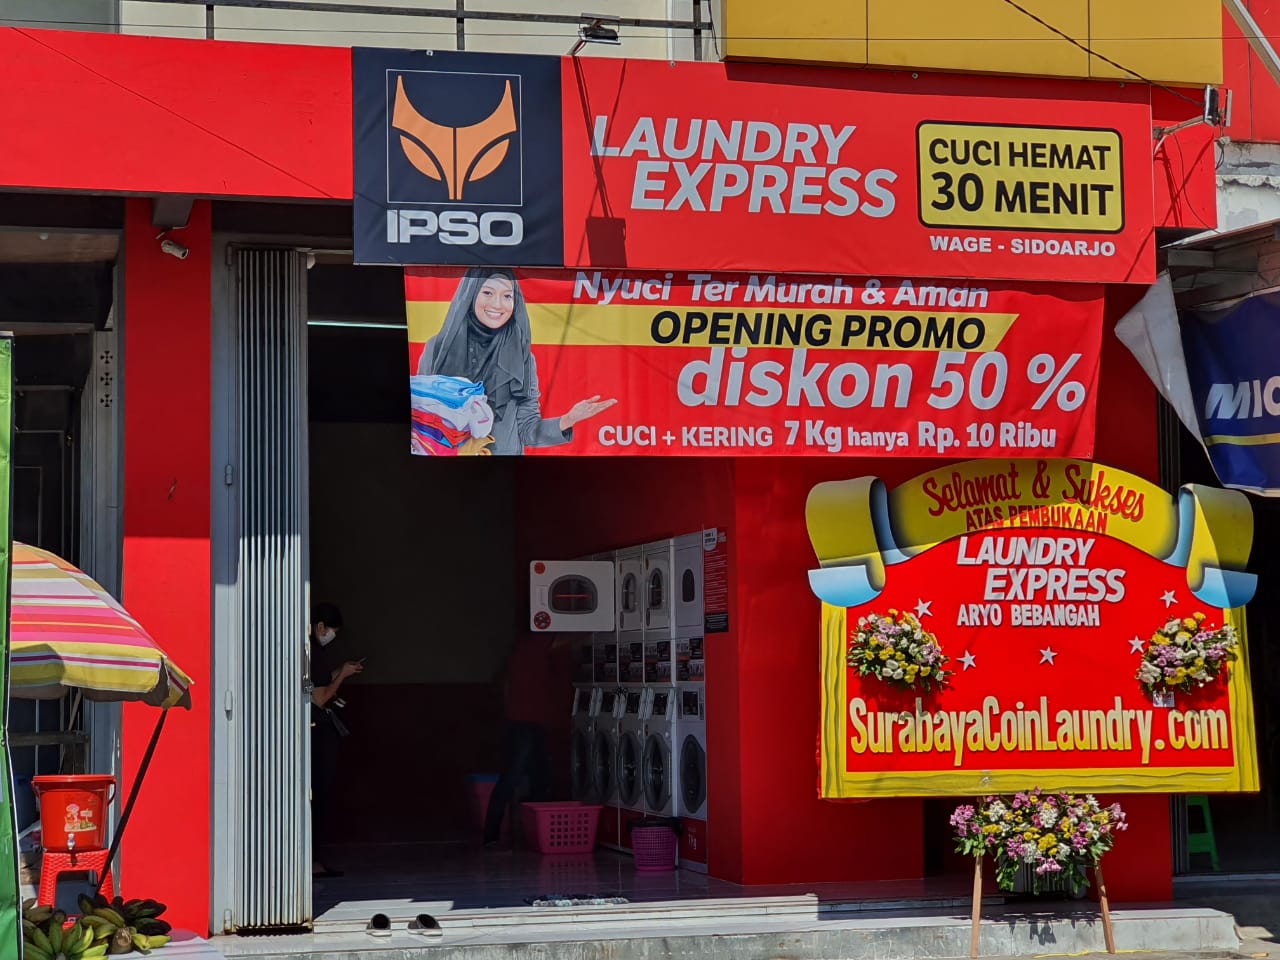 IPSO
LAUNDRY
EXPRESS
CUCI HEMAT
30 MENIT
WAGE - SIDOARJO
Nyuci Ter Murah & Aman
OPENING PROMO
diskon 50 %
CUCI + KERING 7 Kg hanya Rp. 10 Ribu
Selamat & Sukses
ATAS PEMBUKAAN
LAUNDRY
EXPRESS
ARYO BEBANGAH
SurabayaCoinLaundry.com